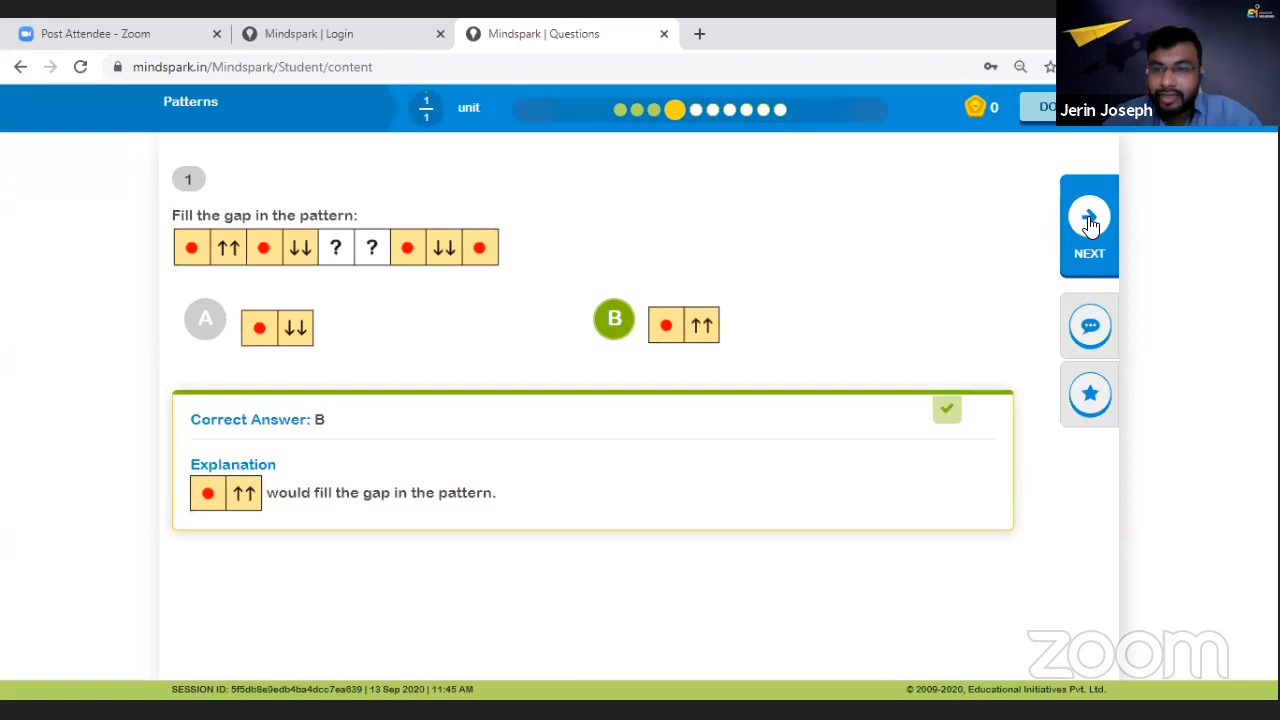 Post Attendee - Zoom
Mindspark | Login
Mindspark | Questions
mindspark.in/Mindspark/Student/content
Patterns
1
1
unit
0
DO
Jerin Joseph
ei
1
Fill the gap in the pattern:
↑↑ ↓↓ ? ? ↓↓
A
↓↓
B
↑↑
NEXT
Correct Answer: B
Explanation
↑↑ would fill the gap in the pattern.
zoom
SESSION ID: 5f5db8e9edb4ba4dcc7ea639 | 13 Sep 2020 | 11:45 AM
© 2009-2020, Educational Initiatives Pvt. Ltd.